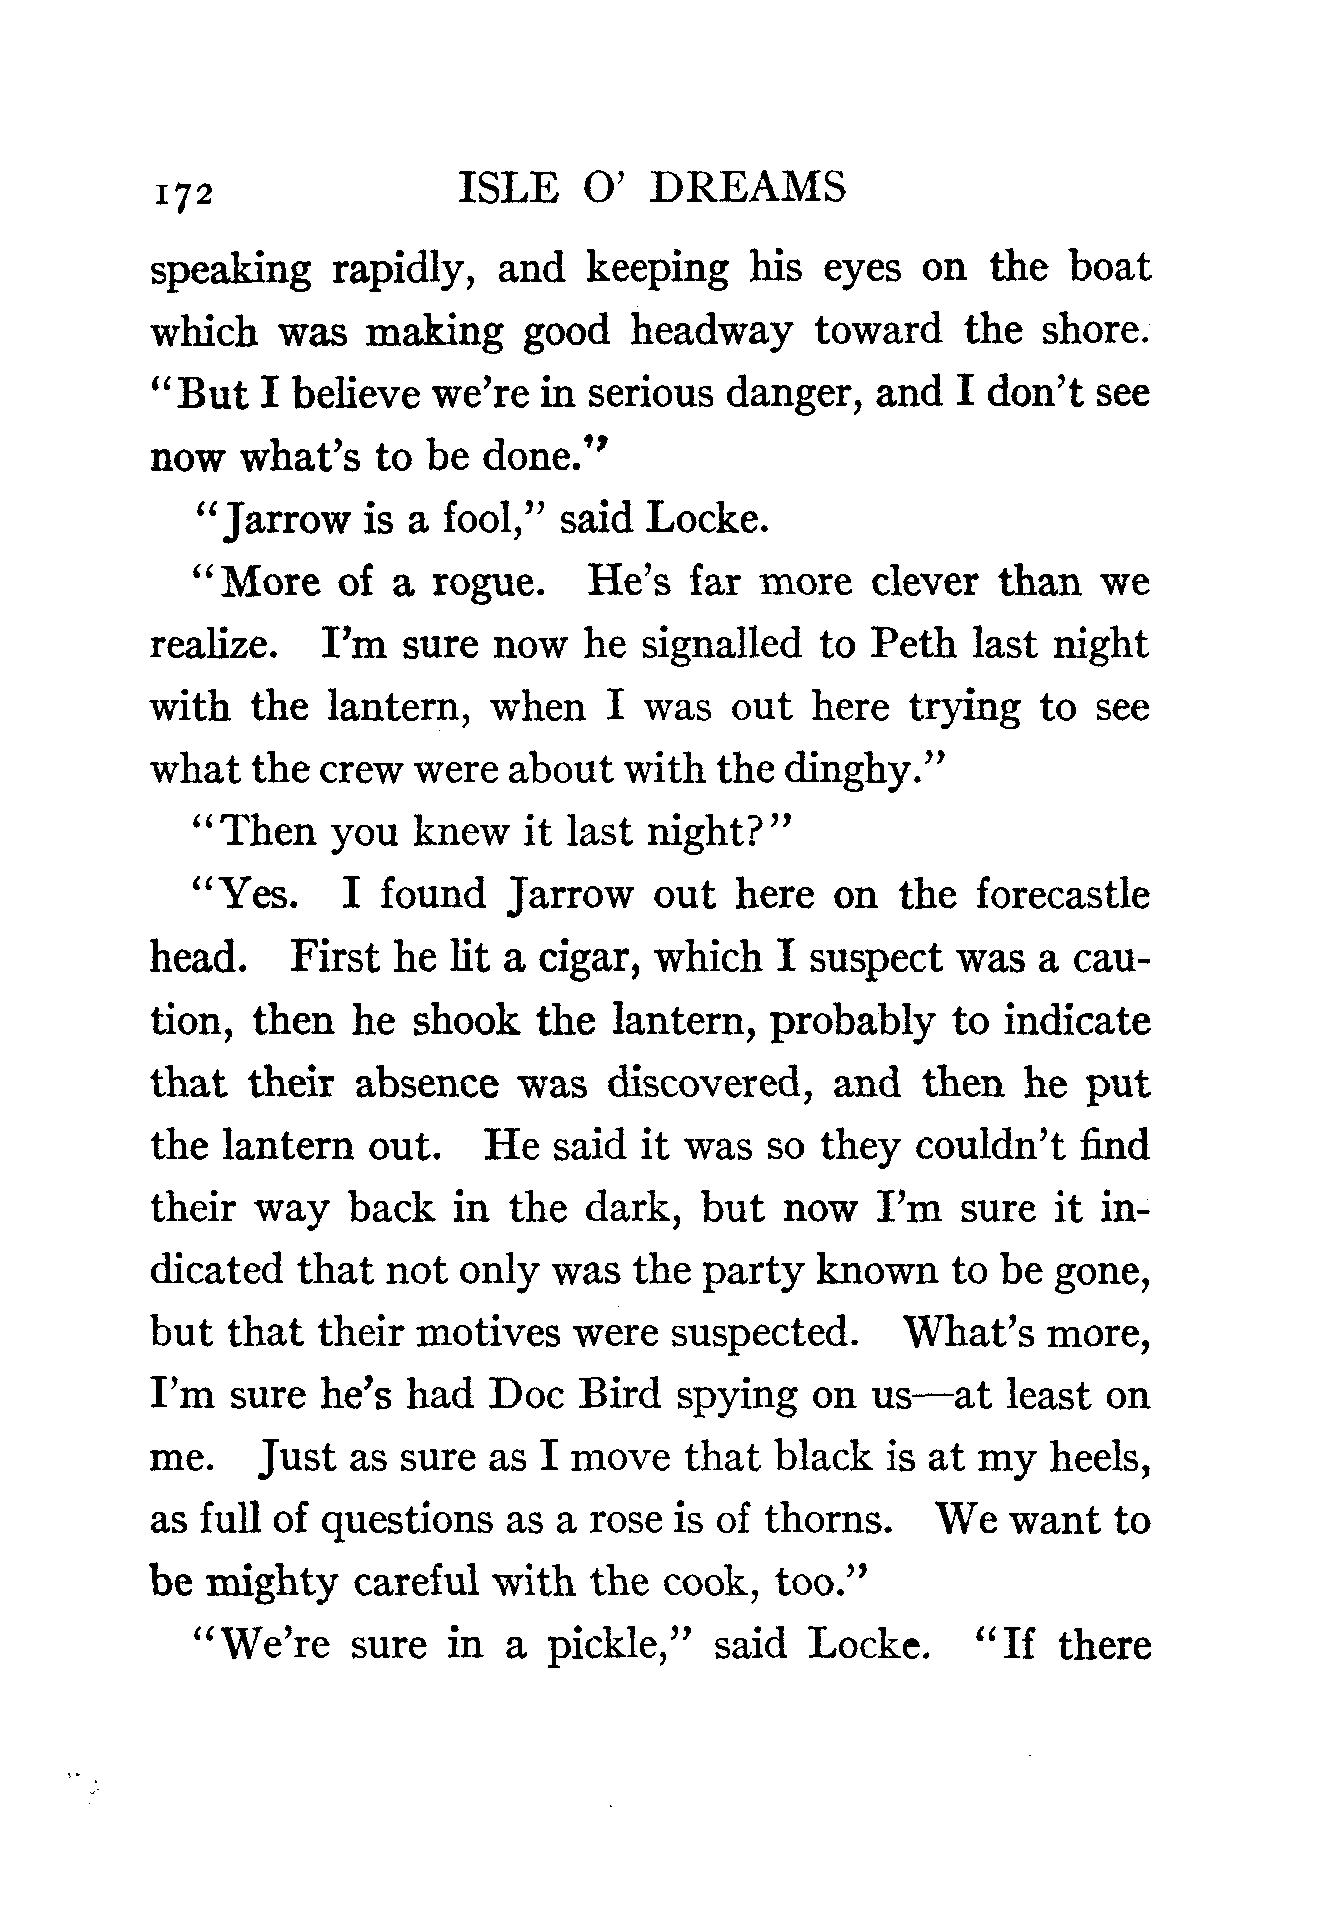 172 ISLE O' DREAMS
speaking rapidly, and keeping his eyes on the boat
which was making good headway toward the shore.
"But I believe we're in serious danger, and I don't see
now what's to be done."
"Jarrow is a fool," said Locke.
"More of a rogue. He's far more clever than we
realize. I'm sure now he signalled to Peth last night
with the lantern, when I was out here trying to see
what the crew were about with the dinghy."
"Then you knew it last night?"
"Yes. I found Jarrow out here on the forecastle
head. First he lit a cigar, which I suspect was a cau-
tion, then he shook the lantern, probably to indicate
that their absence was discovered, and then he put
the lantern out. He said it was so they couldn't find
their way back in the dark, but now I'm sure it in-
dicated that not only was the party known to be gone,
but that their motives were suspected. What's more,
I'm sure he's had Doc Bird spying on us—at least on
me. Just as sure as I move that black is at my heels,
as full of questions as a rose is of thorns. We want to
be mighty careful with the cook, too."
"We're sure in a pickle," said Locke. "If there